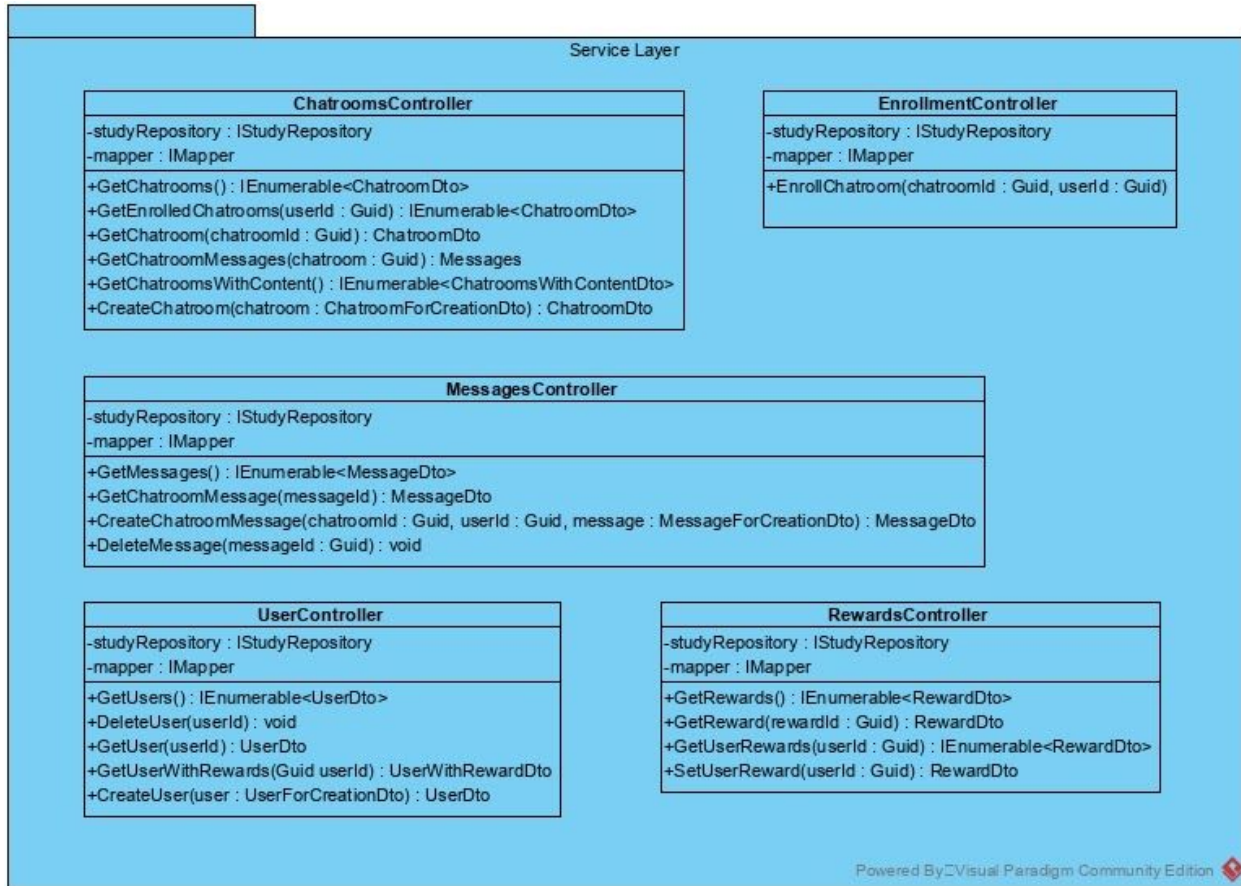 Service Layer
ChatroomsController
-studyRepository : IStudyRepository
-mapper : IMapper
+GetChatrooms() : IEnumerable<ChatroomDto>
+GetEnrolledChatrooms(userId : Guid) : IEnumerable<ChatroomDto>
+GetChatroom(chatroomId : Guid) : ChatroomDto
+GetChatroomMessages(chatroom : Guid) : Messages
+GetChatroomsWithContent() : IEnumerable<ChatroomsWithContentDto>
+CreateChatroom(chatroom : ChatroomForCreationDto) : ChatroomDto
EnrollmentController
-studyRepository : IStudyRepository
-mapper : IMapper
+EnrollChatroom(chatroomId : Guid, userId : Guid)
MessagesController
-studyRepository : IStudyRepository
-mapper : IMapper
+GetMessages() : IEnumerable<MessageDto>
+GetChatroomMessage(messageId) : MessageDto
+CreateChatroomMessage(chatroomId : Guid, userId : Guid, message : MessageForCreationDto) : MessageDto
+DeleteMessage(messageId : Guid) : void
UserController
-studyRepository : IStudyRepository
-mapper : IMapper
+GetUsers() : IEnumerable<UserDto>
+DeleteUser(userId) : void
+GetUser(userId) : UserDto
+GetUserWithRewards(Guid userId) : UserWithRewardDto
+CreateUser(user : UserForCreationDto) : UserDto
RewardsController
-studyRepository : IStudyRepository
-mapper : IMapper
+GetRewards() : IEnumerable<RewardDto>
+GetReward(rewardId : Guid) : RewardDto
+GetUserRewards(userId : Guid) : IEnumerable<RewardDto>
+SetUserReward(userId : Guid) : RewardDto
Powered By Visual Paradigm Community Edition